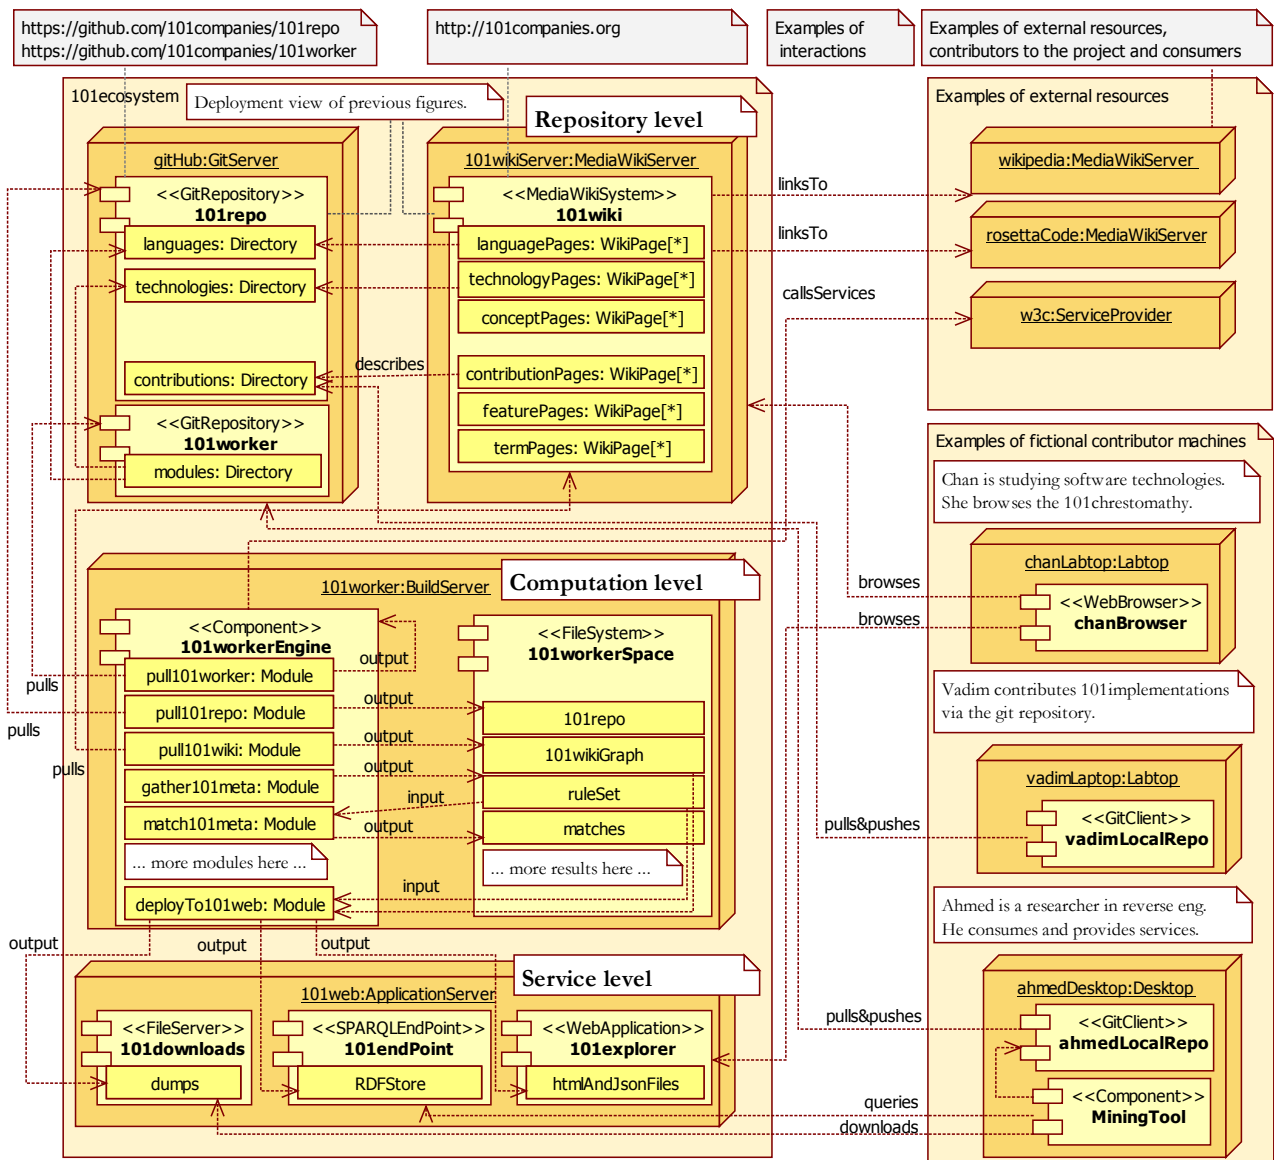 https://github.com/101companies/101repo
https://github.com/101companies/101worker
http://101companies.org
Examples of
interactions
Examples of external resources,
contributors to the project and consumers
101ecosystem
Deployment view of previous figures.
Repository level
gitHub:GitServer
<<GitRepository>>
101repo
languages: Directory
technologies: Directory
contributions: Directory
<<GitRepository>>
101worker
modules: Directory
101wikiServer:MediaWikiServer
<<MediaWikiSystem>>
101wiki
languagePages: WikiPage[*]
technologyPages: WikiPage[*]
conceptPages: WikiPage[*]
describes
contributionPages: WikiPage[*]
featurePages: WikiPage[*]
termPages: WikiPage[*]
linksTo
linksTo
callsServices
Examples of external resources
wikipedia:MediaWikiServer
rosettaCode:MediaWikiServer
w3c:ServiceProvider
Examples of fictional contributor machines
Chan is studying software technologies.
She browses the 101chrestomathy.
chanLabtop:Labtop
<<WebBrowser>>
chanBrowser
browses
browses
Vadim contributes 101implementations
via the git repository.
vadimLaptop:Labtop
<<GitClient>>
vadimLocalRepo
pulls&pushes
Ahmed is a researcher in reverse eng.
He consumes and provides services.
ahmedDesktop:Desktop
<<GitClient>>
ahmedLocalRepo
pulls&pushes
<<Component>>
MiningTool
queries
downloads
Computation level
101worker:BuildServer
<<Component>>
101workerEngine
pull101worker: Module
pull101repo: Module
pull101wiki: Module
gather101meta: Module
match101meta: Module
... more modules here ...
deployTo101web: Module
pulls
pulls
pulls
output
output
output
output
input
output
input
<<FileSystem>>
101workerSpace
101repo
101wikiGraph
ruleSet
matches
... more results here ...
output
output
output
Service level
101web:ApplicationServer
<<FileServer>>
101downloads
dumps
<<SPARQLEndPoint>>
101endPoint
RDFStore
<<WebApplication>>
101explorer
htmlAndJsonFiles